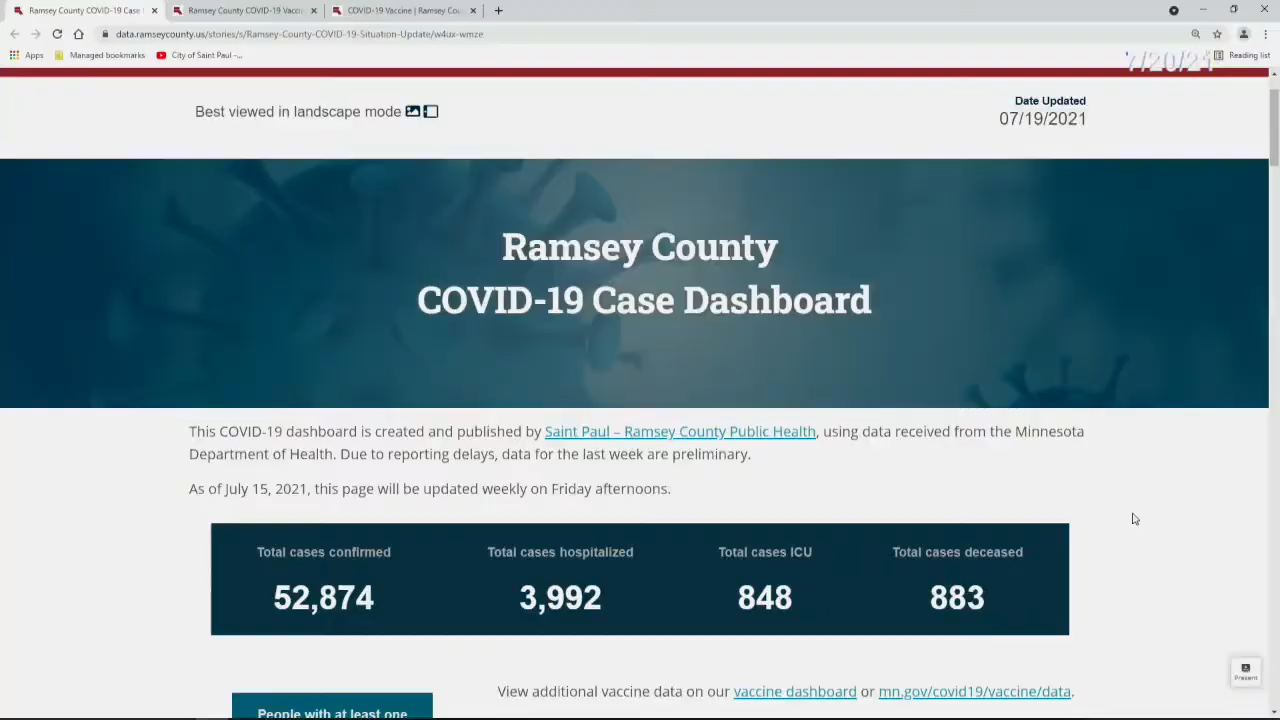 Ramsey County COVID-19 Case
Ramsey County COVID-19 Vacci
COVID-19 Vaccine | Ramsey Cou
data.ramseycounty.us/stories/s/Ramsey-County-COVID-19-Situation-Update/w4ux-wmze
Apps
Managed bookmarks
City of Saint Paul -...
Reading list
7/20/21
Best viewed in landscape mode
Date Updated
07/19/2021
Ramsey County
COVID-19 Case Dashboard
This COVID-19 dashboard is created and published by Saint Paul – Ramsey County Public Health, using data received from the Minnesota
Department of Health. Due to reporting delays, data for the last week are preliminary.
As of July 15, 2021, this page will be updated weekly on Friday afternoons.
Total cases confirmed
52,874
Total cases hospitalized
3,992
Total cases ICU
848
Total cases deceased
883
Present
View additional vaccine data on our vaccine dashboard or mn.gov/covid19/vaccine/data.
People with at least one